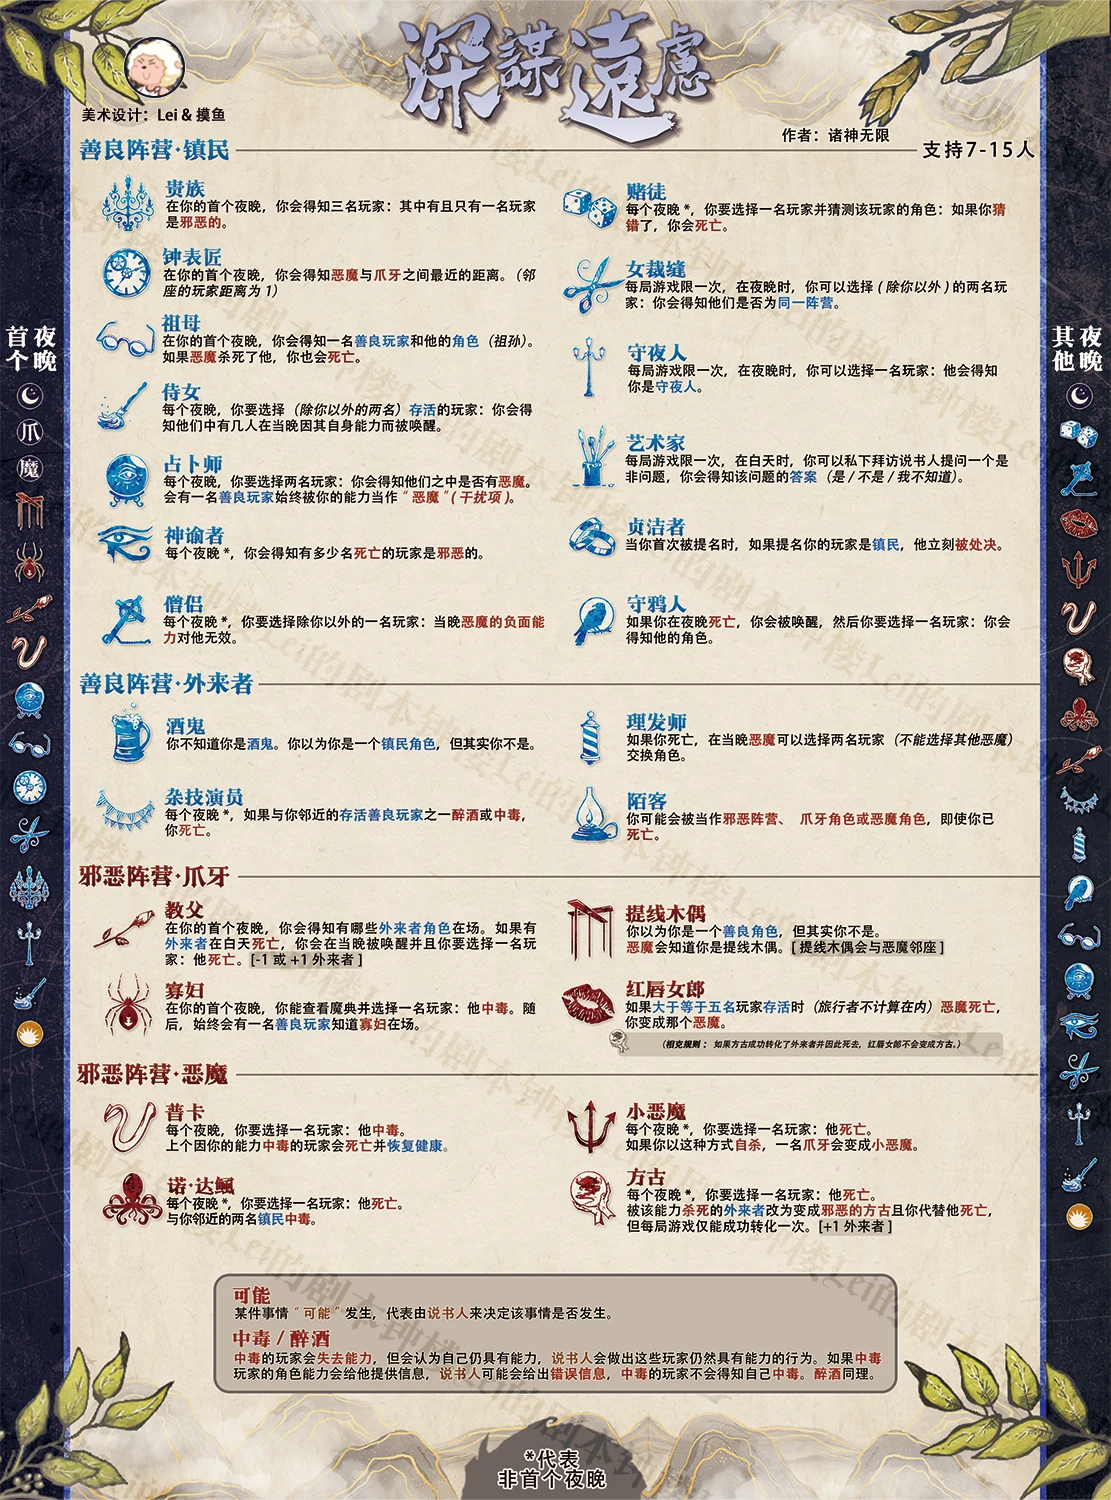 深謀遠慮
美术设计：Lei & 摸鱼
作者：诸神无限
善良阵营·镇民
支持7-15人
贵族
在你的首个夜晚，你会得知三名玩家：其中有且只有一名玩家
是邪恶的。
钟表匠
在你的首个夜晚，你会得知恶魔与爪牙之间最近的距离。（邻
座的玩家距离为 1）
祖母
在你的首个夜晚，你会得知一名善良玩家和他的角色（祖孙）。
如果恶魔杀死了他，你也会死亡。
侍女
每个夜晚，你要选择（除你以外的两名）存活的玩家：你会得
知他们中有几人在当晚因其自身能力而被唤醒。
占卜师
每个夜晚，你要选择两名玩家：你会得知他们之中是否有恶魔。
会有一名善良玩家始终被你的能力当作“ 恶魔 ”( 干扰项 )。
神谕者
每个夜晚 *，你会得知有多少名死亡的玩家是邪恶的。
僧侣
每个夜晚 *，你要选择除你以外的一名玩家：当晚恶魔的负面能
力对他无效。
赌徒
每个夜晚 *，你要选择一名玩家并猜测该玩家的角色：如果你猜
错了，你会死亡。
女裁缝
每局游戏限一次，在夜晚时，你可以选择 ( 除你以外 ) 的两名玩
家：你会得知他们是否为同一阵营。
守夜人
每局游戏限一次，在夜晚时，你可以选择一名玩家：他会得知
你是守夜人。
艺术家
每局游戏限一次，在白天时，你可以私下拜访说书人提问一个是
非问题，你会得知该问题的答案（是 / 不是 / 我不知道）。
贞洁者
当你首次被提名时，如果提名你的玩家是镇民，他立刻被处决。
守鸦人
如果你在夜晚死亡，你会被唤醒，然后你要选择一名玩家：你会
得知他的角色。
首个夜晚
爪
魔
其他夜晚
善良阵营·外来者
酒鬼
你不知道你是酒鬼。你以为你是一个镇民角色，但其实你不是。
杂技演员
每个夜晚 *，如果与你邻近的存活善良玩家之一醉酒或中毒，
你死亡。
理发师
如果你死亡，在当晚恶魔可以选择两名玩家（不能选择其他恶魔）
交换角色。
陌客
你可能会被当作邪恶阵营、 爪牙角色或恶魔角色，即使你已
死亡。
邪恶阵营·爪牙
教父
在你的首个夜晚，你会得知有哪些外来者角色在场。如果有
外来者在白天死亡，你会在当晚被唤醒并且你要选择一名玩
家：他死亡。[-1 或 +1 外来者 ]
寡妇
在你的首个夜晚，你能查看魔典并选择一名玩家：他中毒。随
后，始终会有一名善良玩家知道寡妇在场。
提线木偶
你以为你是一个善良角色，但其实你不是。
恶魔会知道你是提线木偶。[ 提线木偶会与恶魔邻座 ]
红唇女郎
如果大于等于五名玩家存活时（旅行者不计算在内）恶魔死亡，
你变成那个恶魔。
（相克规则 ： 如果方古成功转化了外来者并因此死去，红唇女郎不会变成方古。）
邪恶阵营·恶魔
普卡
每个夜晚，你要选择一名玩家：他中毒。
上个因你的能力中毒的玩家会死亡并恢复健康。
诺·达鲺
每个夜晚 *，你要选择一名玩家：他死亡。
与你邻近的两名镇民中毒。
小恶魔
每个夜晚 *，你要选择一名玩家：他死亡。
如果你以这种方式自杀，一名爪牙会变成小恶魔。
方古
每个夜晚 *，你要选择一名玩家：他死亡。
被该能力杀死的外来者改为变成邪恶的方古且你代替他死亡，
但每局游戏仅能成功转化一次。[+1 外来者 ]
可能
某件事情 “ 可能 ” 发生，代表由说书人来决定该事情是否发生。
中毒 / 醉酒
中毒的玩家会失去能力，但会认为自己仍具有能力，说书人会做出这些玩家仍然具有能力的行为。如果中毒
玩家的角色能力会给他提供信息，说书人可能会给出错误信息，中毒的玩家不会得知自己中毒。醉酒同理。
*代表
非首个夜晚